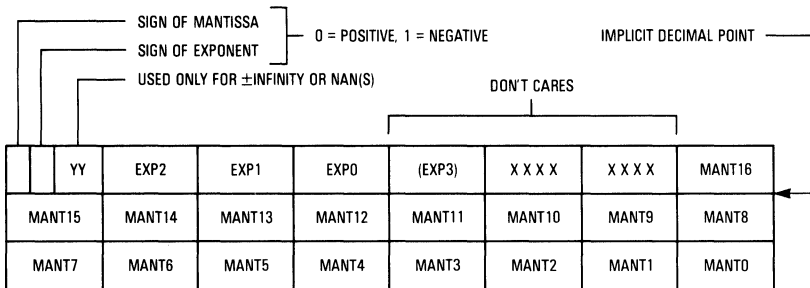 SIGN OF MANTISSA
0 = POSITIVE, 1 = NEGATIVE
IMPLICIT DECIMAL POINT
SIGN OF EXPONENT
USED ONLY FOR ±INFINITY OR NAN(S)
DON'T CARES
YY EXP2 EXP1 EXP0 (EXP3) X X X X X X X X MANT16
MANT15 MANT14 MANT13 MANT12 MANT11 MANT10 MANT9 MANT8
MANT7 MANT6 MANT5 MANT4 MANT3 MANT2 MANT1 MANT0